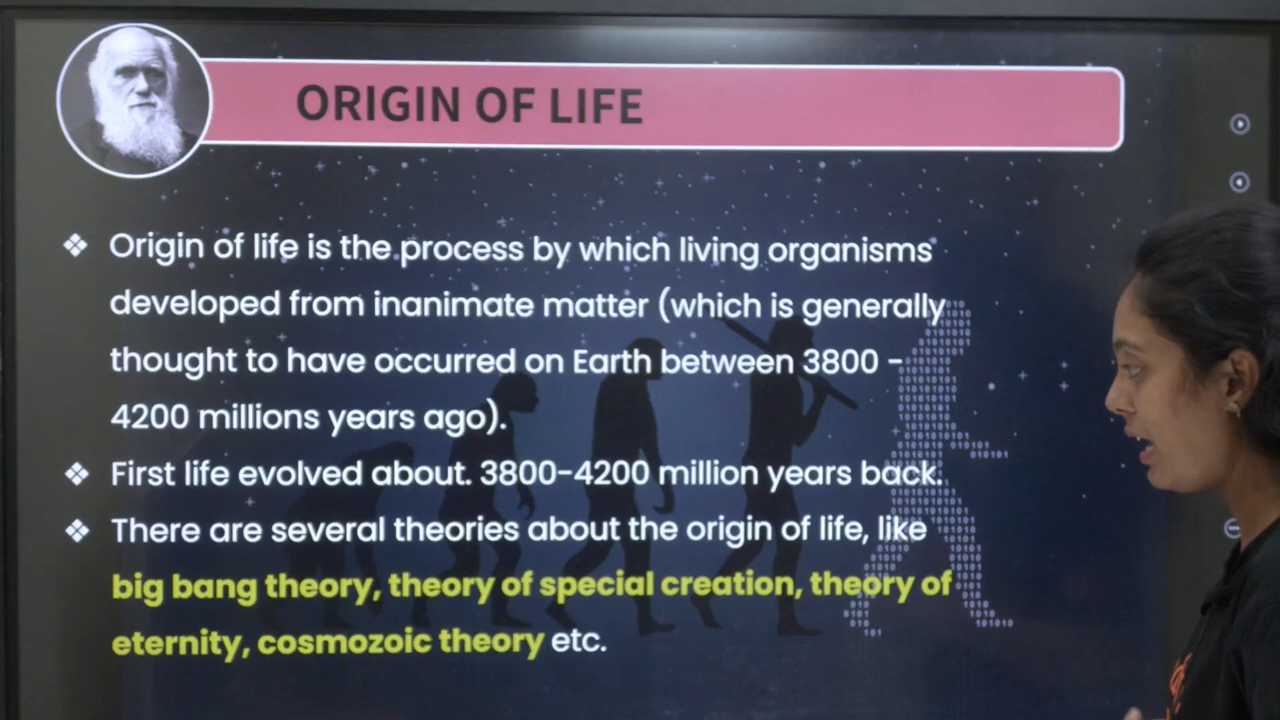 ORIGIN OF LIFE
❖ Origin of life is the process by which living organisms
developed from inanimate matter (which is generally
thought to have occurred on Earth between 3800 -
4200 millions years ago).
❖ First life evolved about. 3800-4200 million years back.
❖ There are several theories about the origin of life, like
big bang theory, theory of special creation, theory of
eternity, cosmozoic theory etc.